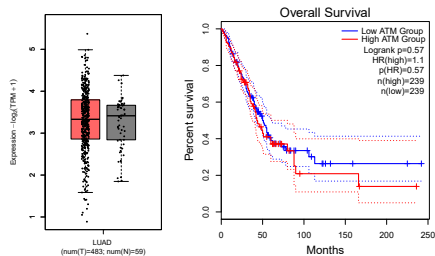 Expression−log₂(TPM+1)
5
4
3
2
1
LUAD
(num(T)=483; num(N)=59)
Overall Survival
Low ATM Group
High ATM Group
Logrank p=0.57
HR(high)=1.1
p(HR)=0.57
n(high)=239
n(low)=239
Percent survival
1.0
0.8
0.6
0.4
0.2
0.0
0 50 100 150 200 250
Months